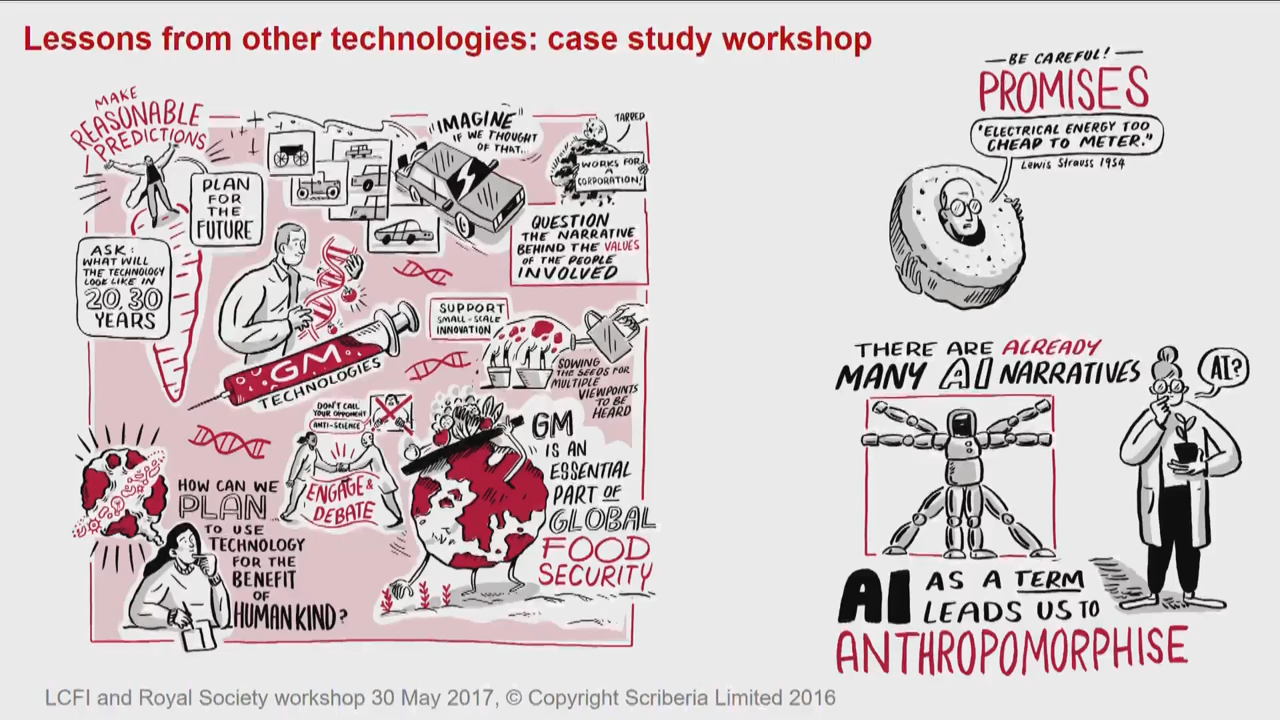 Lessons from other technologies: case study workshop
MAKE
REASONABLE
PREDICTIONS
PLAN
FOR
THE
FUTURE
ASK:
WHAT WILL
THE TECHNOLOGY
LOOK LIKE IN
20, 30
YEARS
"IMAGINE"
IF WE THOUGHT
OF THAT...
TARRED
WORKS FOR
A
CORPORATION!
QUESTION
THE NARRATIVE
BEHIND THE VALUES
OF THE PEOPLE
INVOLVED
GM
TECHNOLOGIES
SUPPORT
SMALL-SCALE
INNOVATION
SOWING
THE SEEDS FOR
MULTIPLE
VIEWPOINTS
TO BE
HEARD
DON'T CALL
YOUR OPPONENT
ANTI-SCIENCE
ENGAGE &
DEBATE
HOW CAN WE
PLAN
TO USE
TECHNOLOGY
FOR THE
BENEFIT
OF
HUMANKIND?
GM
IS AN
ESSENTIAL
PART OF
GLOBAL
FOOD
SECURITY
BE CAREFUL!
PROMISES
"ELECTRICAL ENERGY TOO
CHEAP TO METER."
Lewis Strauss 1954
THERE ARE ALREADY
MANY AI NARRATIVES
AI?
AI AS A TERM
LEADS US TO
ANTHROPOMORPHISE
LCFI and Royal Society workshop 30 May 2017, © Copyright Scriberia Limited 2016